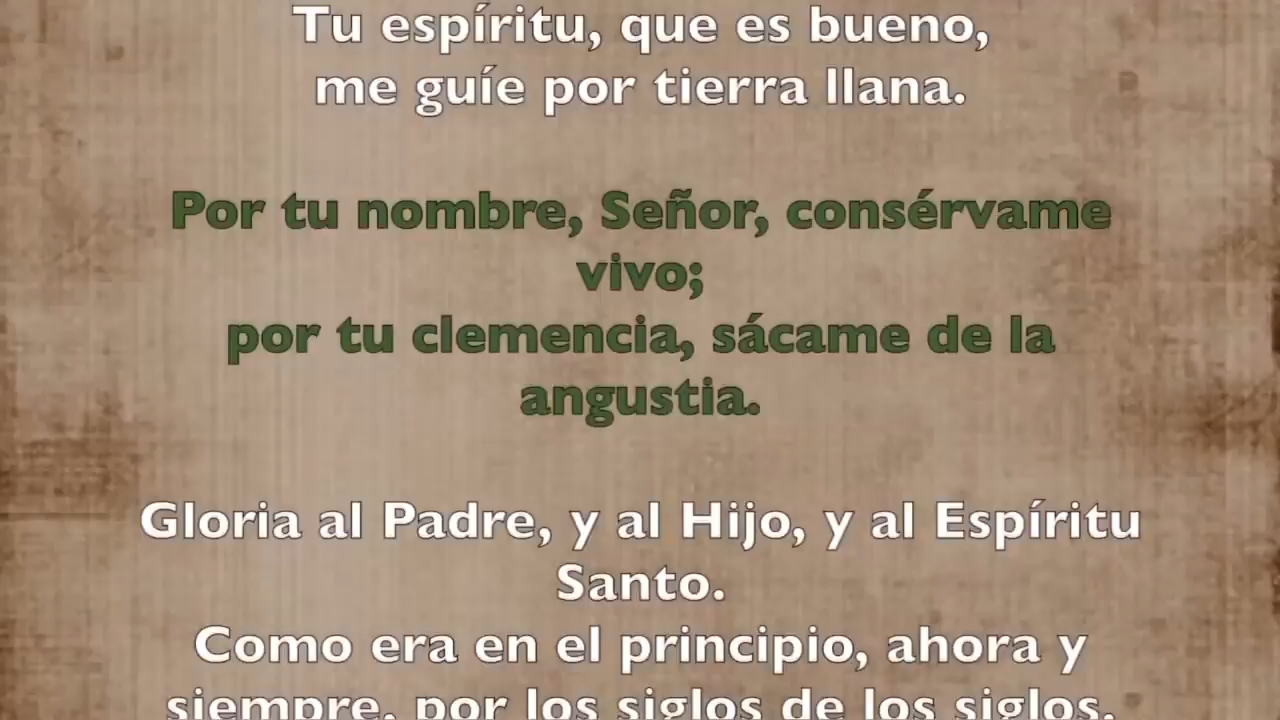 Tu espíritu, que es bueno,
me guíe por tierra llana.
Por tu nombre, Señor, consérvame
vivo;
por tu clemencia, sácame de la
angustia.
Gloria al Padre, y al Hijo, y al Espíritu
Santo.
Como era en el principio, ahora y
siempre, por los siglos de los siglos.